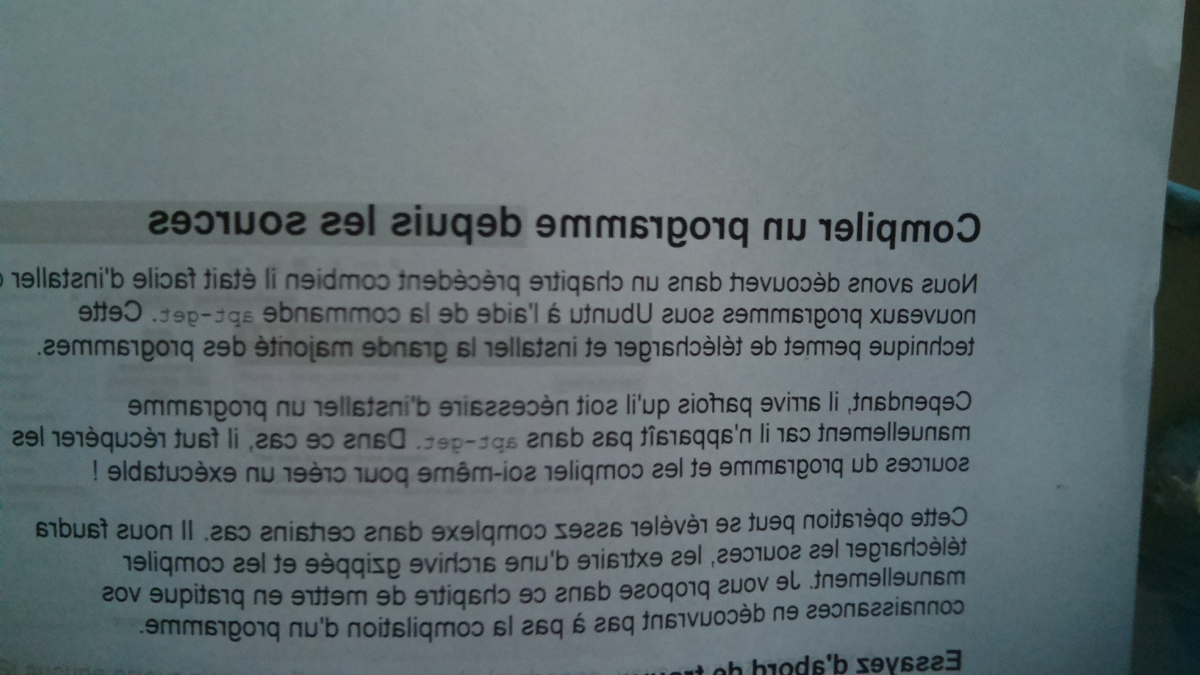 Compiler un programme depuis les sources
Nous avons découvert dans un chapitre précédent combien il était facile d'installer
nouveaux programmes sous Ubuntu à l'aide de la commande apt-get. Cette
technique permet de télécharger et installer la grande majorité des programmes.
Cependant, il arrive parfois qu'il soit nécessaire d'installer un programme
manuellement car il n'apparaît pas dans apt-get. Dans ce cas, il faut récupérer les
sources du programme et les compiler soi-même pour créer un exécutable !
Cette opération peut se révéler assez complexe dans certains cas. Il nous faudra
télécharger les sources, les extraire d'une archive gzippée et les compiler
manuellement. Je vous propose dans ce chapitre de mettre en pratique vos
connaissances en découvrant pas à pas la compilation d'un programme.
Essayez d'abord de